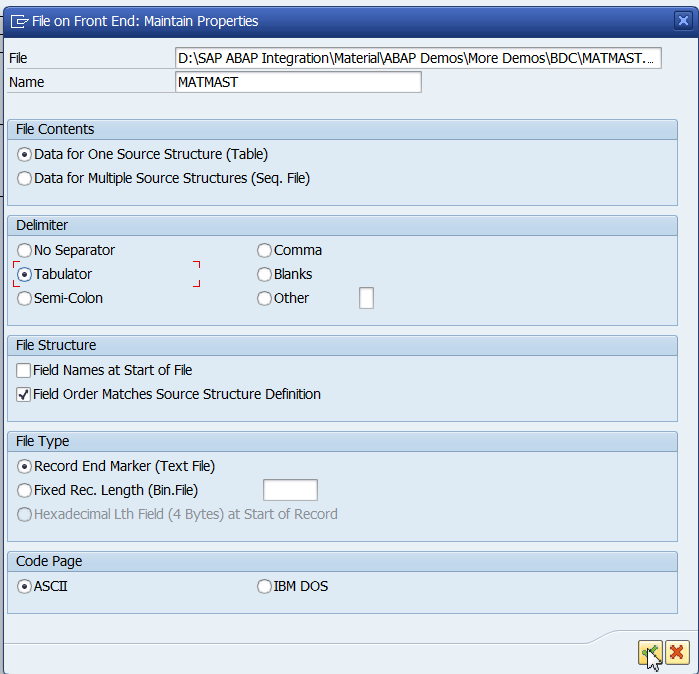 File on Front End: Maintain Properties
File D:\SAP ABAP Integration\Material\ABAP Demos\More Demos\BDC\MATMAST....
Name MATMAST
File Contents
Data for One Source Structure (Table)
Data for Multiple Source Structures (Seq. File)
Delimiter
No Separator Comma
Tabulator Blanks
Semi-Colon Other
File Structure
Field Names at Start of File
Field Order Matches Source Structure Definition
File Type
Record End Marker (Text File)
Fixed Rec. Length (Bin.File)
Hexadecimal Lth Field (4 Bytes) at Start of Record
Code Page
ASCII IBM DOS